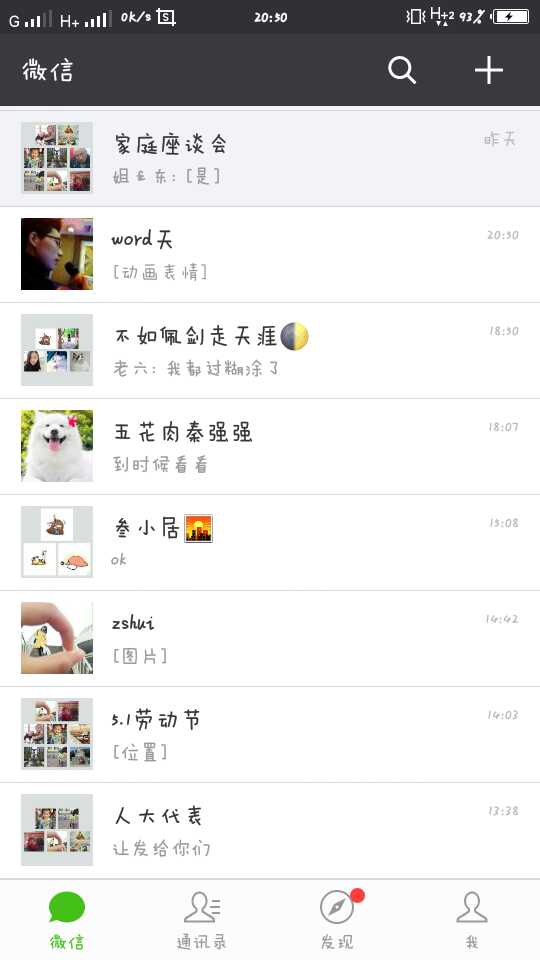 G H+ 0k/s S 20:50 H+2 93%
微信
家庭座谈会 昨天
姐支东: [是]
word天 20:50
[动画表情]
不如佩剑走天涯🌓 18:50
老六: 我都过糊涂了
五花肉秦强强 18:07
到时候看看
叁小居🌇 15:08
ok
zshui 14:42
[图片]
5.1劳动节 14:03
[位置]
人大代表 13:38
让发给你们
微信 通讯录 发现 我